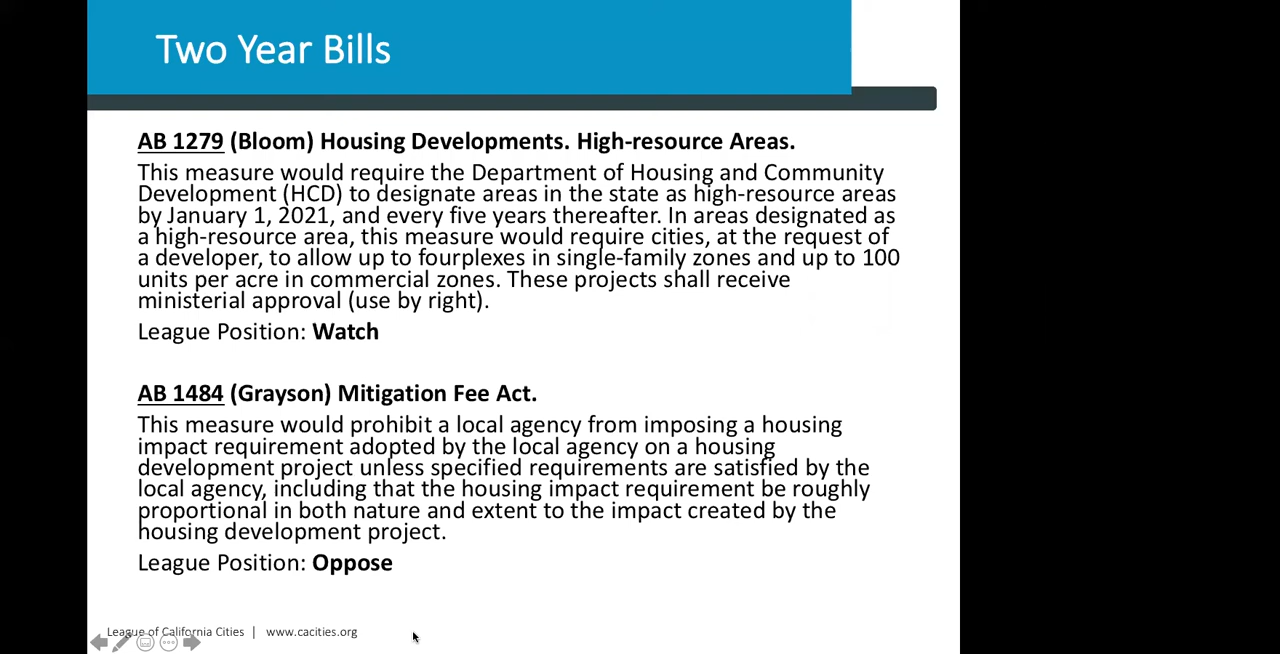 Two Year Bills
AB 1279 (Bloom) Housing Developments. High-resource Areas.
This measure would require the Department of Housing and Community
Development (HCD) to designate areas in the state as high-resource areas
by January 1, 2021, and every five years thereafter. In areas designated as
a high-resource area, this measure would require cities, at the request of
a developer, to allow up to fourplexes in single-family zones and up to 100
units per acre in commercial zones. These projects shall receive
ministerial approval (use by right).
League Position: Watch
AB 1484 (Grayson) Mitigation Fee Act.
This measure would prohibit a local agency from imposing a housing
impact requirement adopted by the local agency on a housing
development project unless specified requirements are satisfied by the
local agency, including that the housing impact requirement be roughly
proportional in both nature and extent to the impact created by the
housing development project.
League Position: Oppose
League of California Cities | www.cacities.org